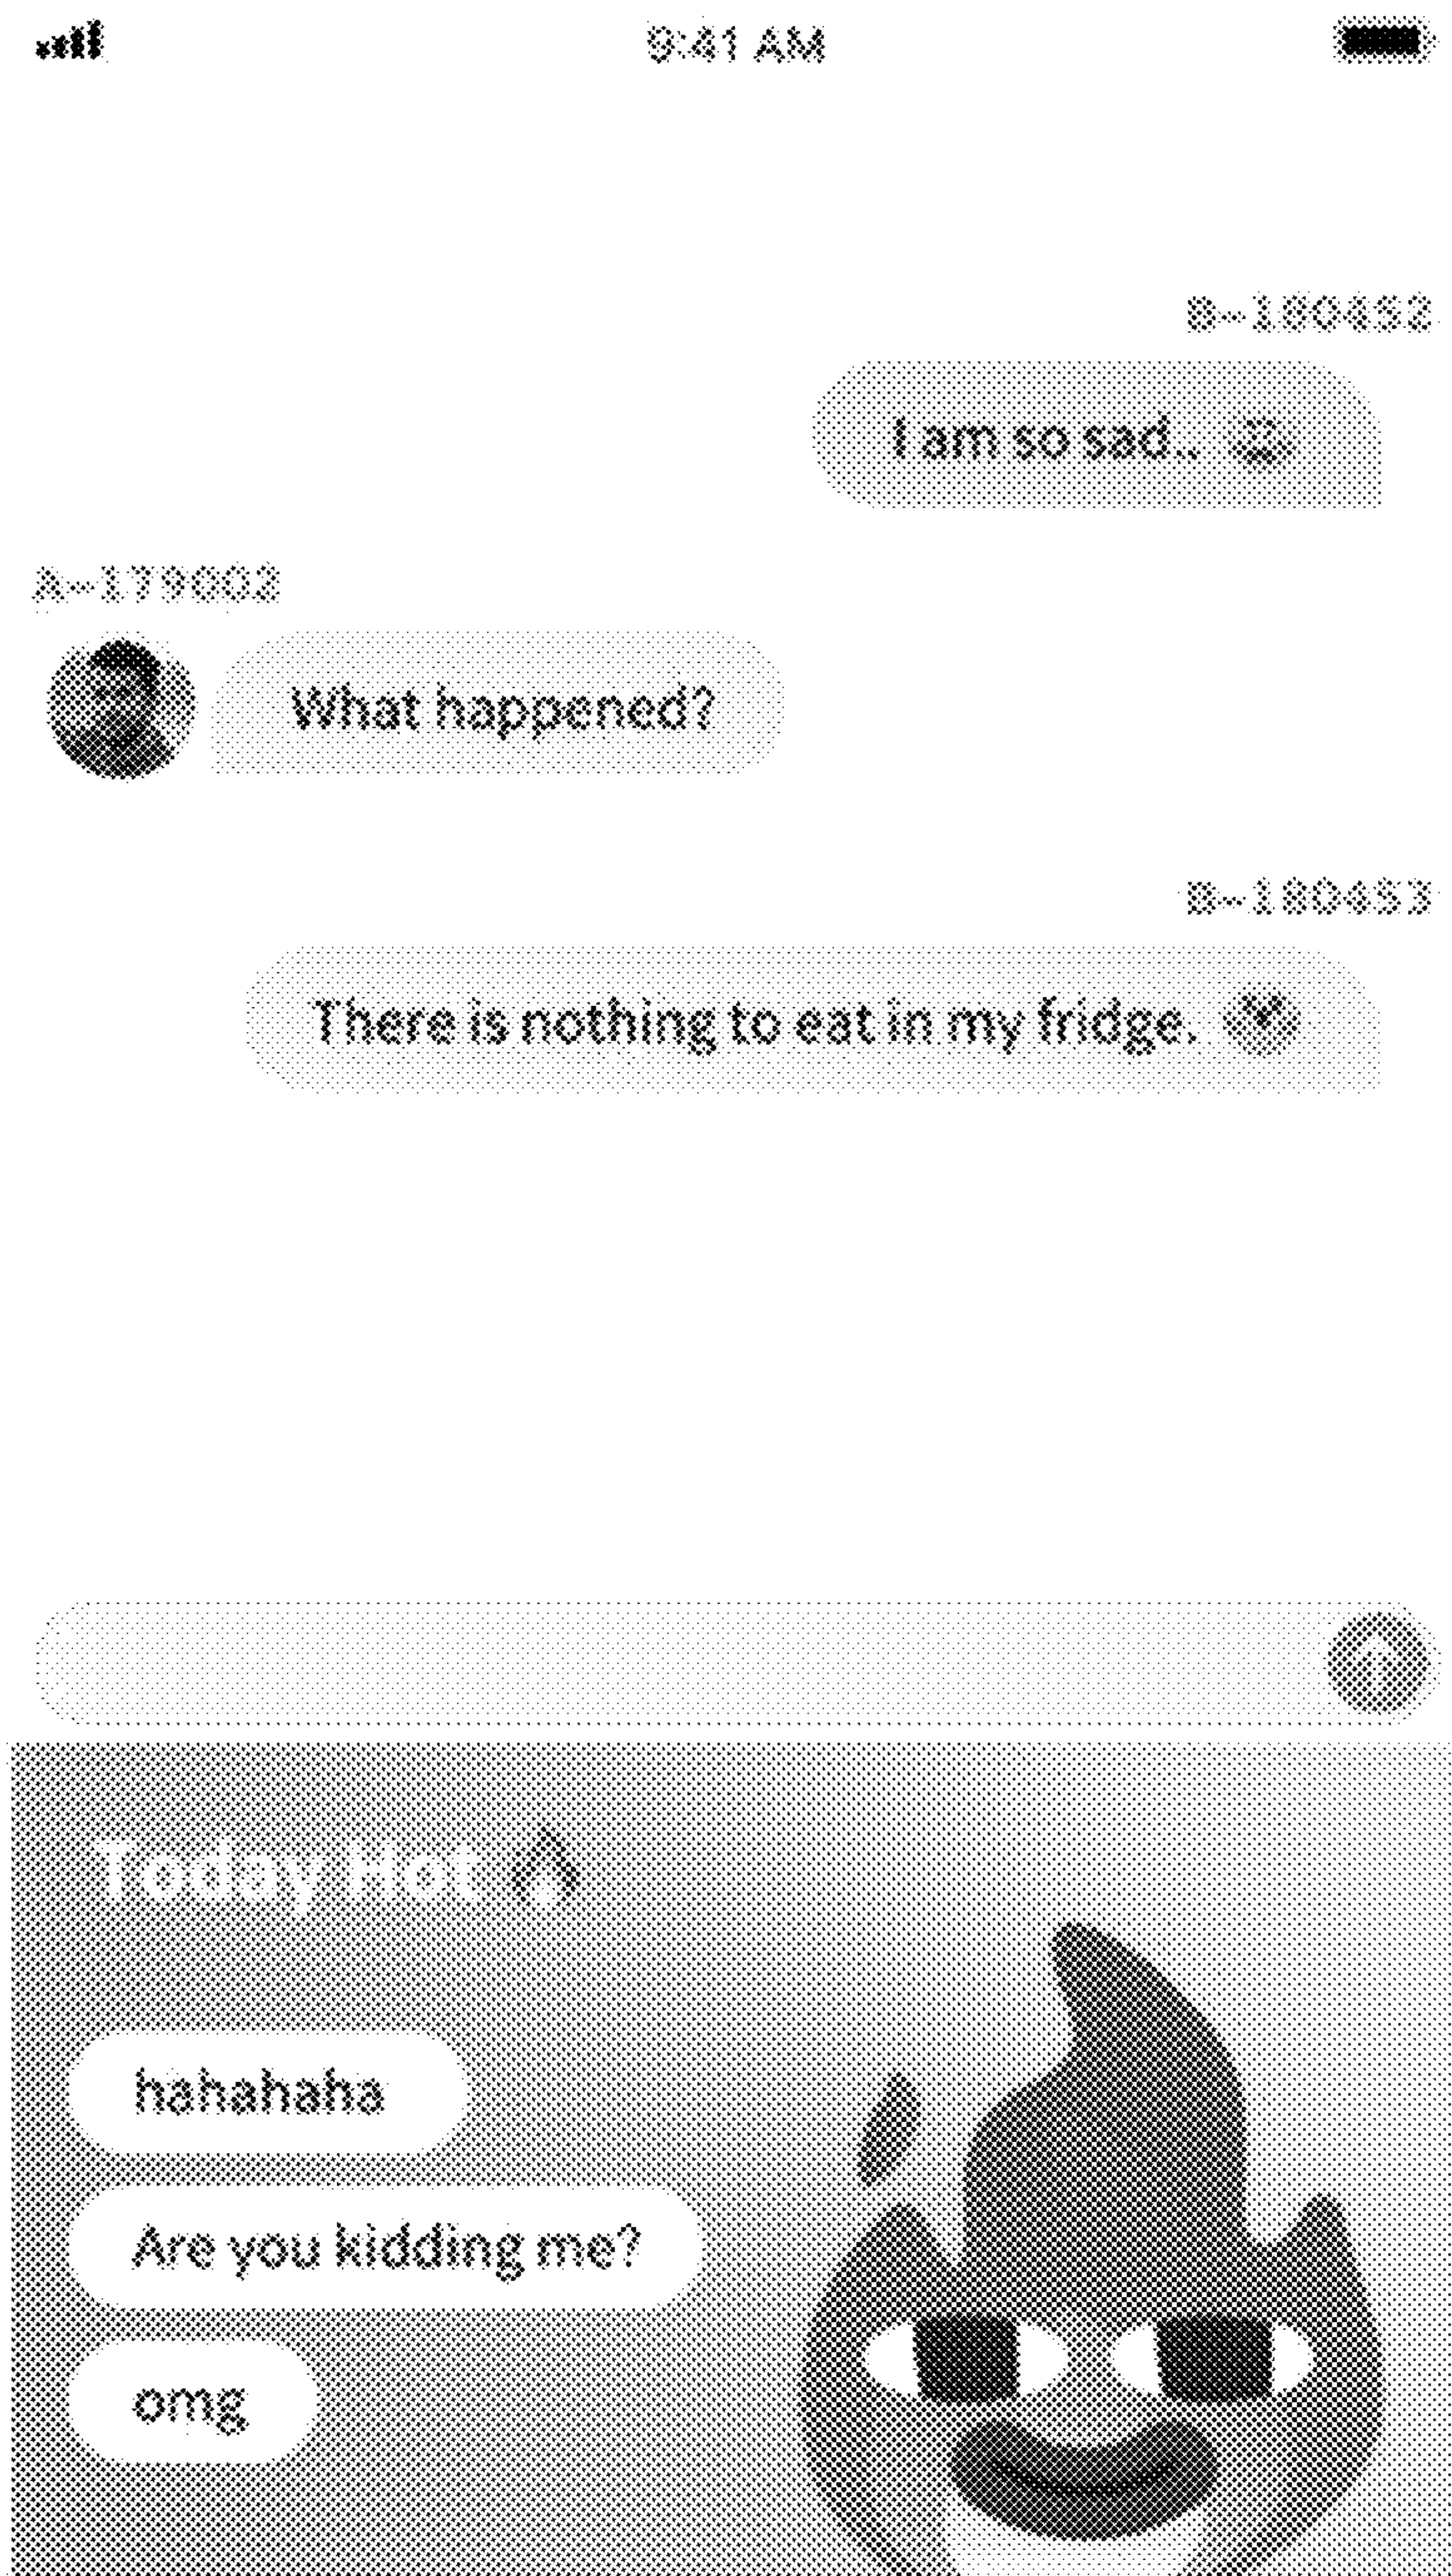 9:41 AM
B-180452
I am so sad..
What happened?
B-180453
There is nothing to eat in my fridge.
Today Hot
hahahaha
Are you kidding me?
omg